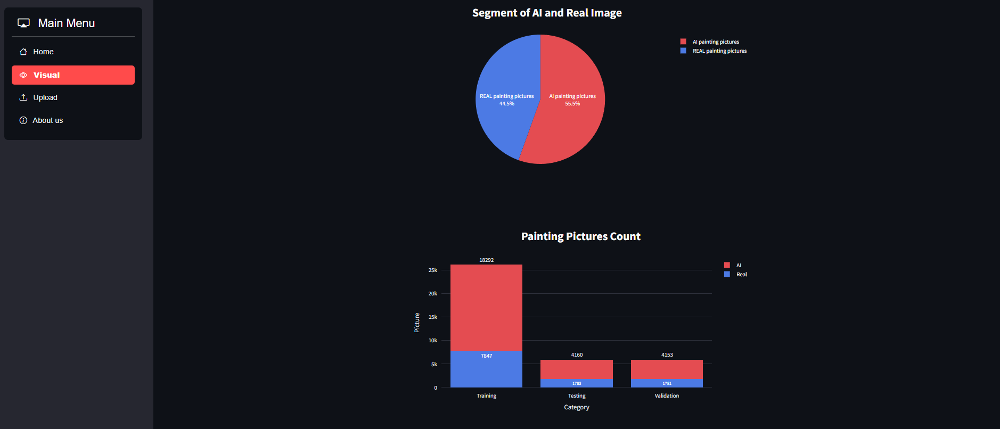 Main Menu
Home
Visual
Upload
About us
Segment of AI and Real Image
AI painting pictures
REAL painting pictures
REAL painting pictures
44.5%
AI painting pictures
55.5%
Painting Pictures Count
AI
Real
Picture
25k
20k
15k
10k
5k
0
18292
7847
4160
1783
4153
1781
Training
Testing
Validation
Category